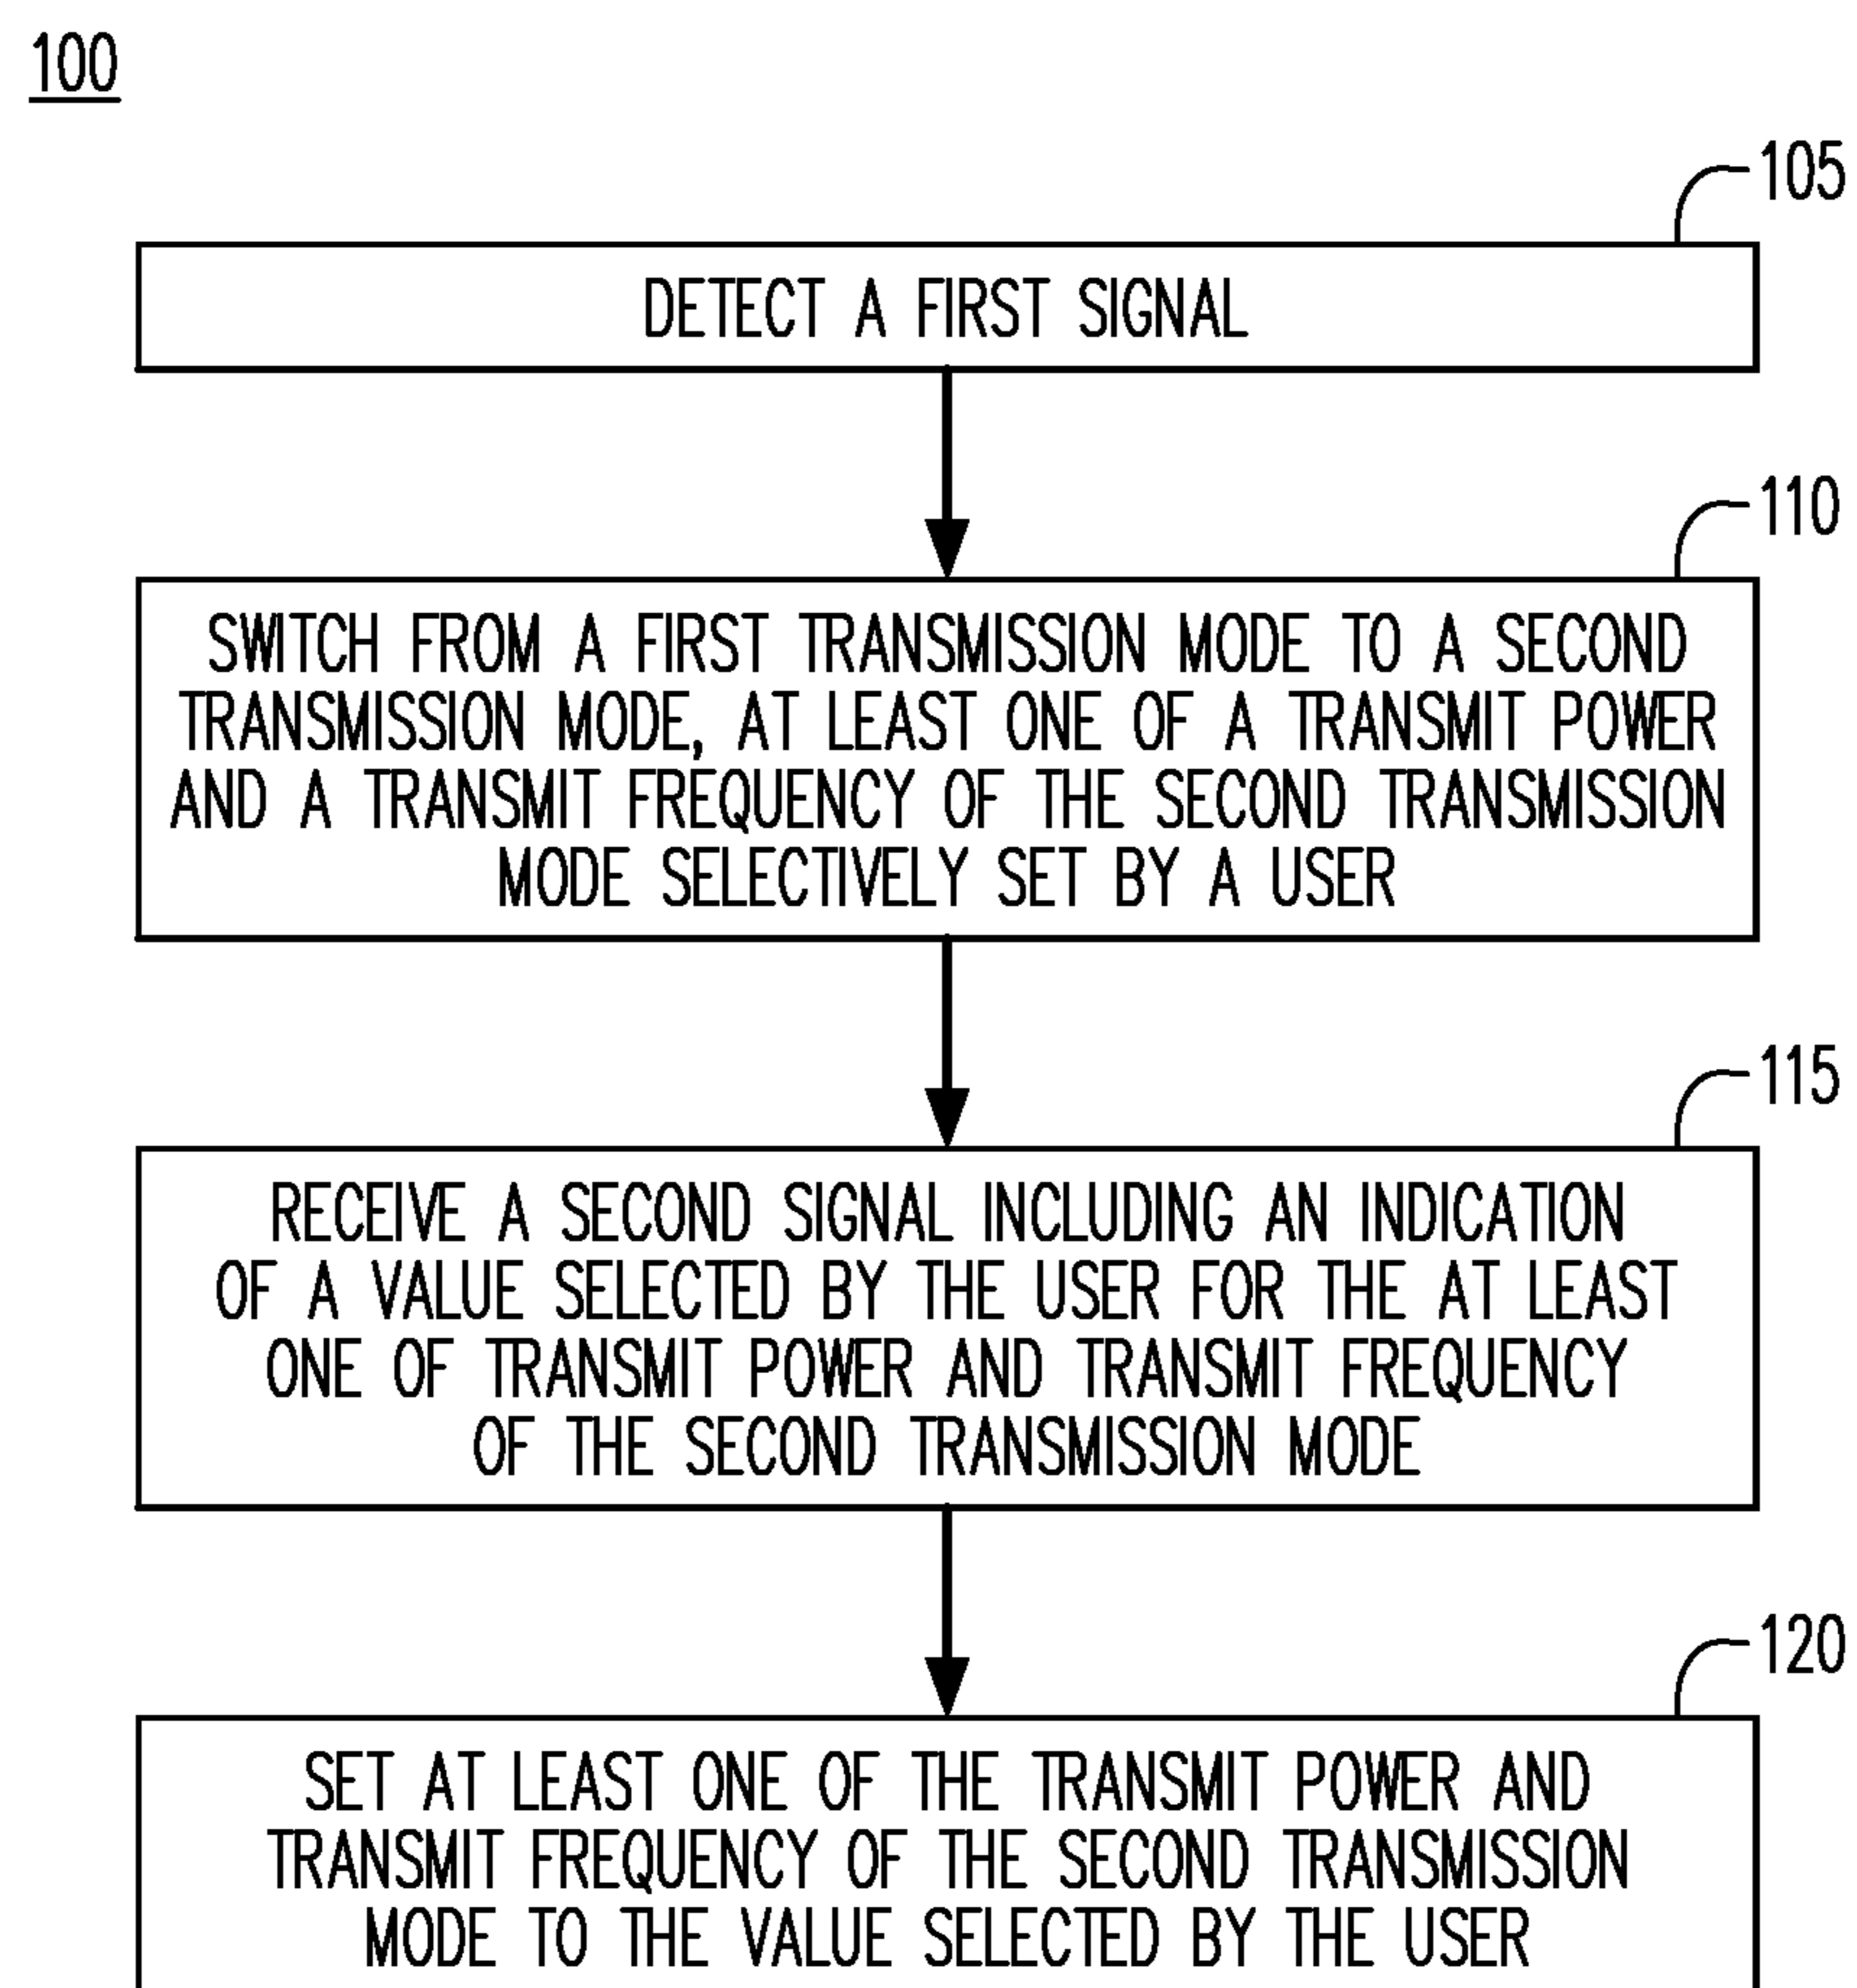 100
105
DETECT A FIRST SIGNAL
110
SWITCH FROM A FIRST TRANSMISSION MODE TO A SECOND
TRANSMISSION MODE, AT LEAST ONE OF A TRANSMIT POWER
AND A TRANSMIT FREQUENCY OF THE SECOND TRANSMISSION
MODE SELECTIVELY SET BY A USER
115
RECEIVE A SECOND SIGNAL INCLUDING AN INDICATION
OF A VALUE SELECTED BY THE USER FOR THE AT LEAST
ONE OF TRANSMIT POWER AND TRANSMIT FREQUENCY
OF THE SECOND TRANSMISSION MODE
120
SET AT LEAST ONE OF THE TRANSMIT POWER AND
TRANSMIT FREQUENCY OF THE SECOND TRANSMISSION
MODE TO THE VALUE SELECTED BY THE USER